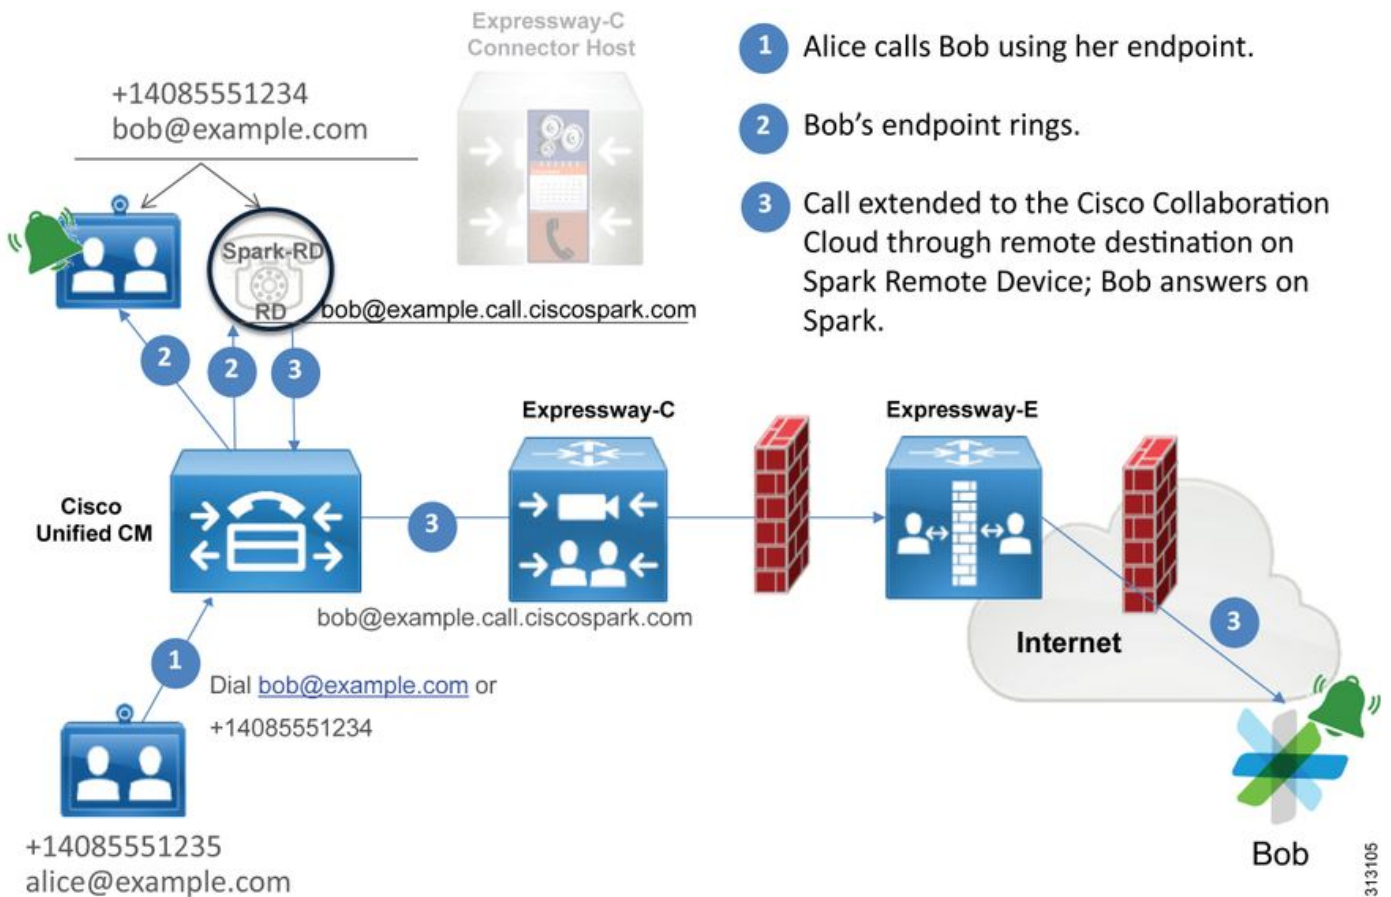 Expressway-C
Connector Host
1 Alice calls Bob using her endpoint.
2 Bob’s endpoint rings.
3 Call extended to the Cisco Collaboration
Cloud through remote destination on
Spark Remote Device; Bob answers on
Spark.
+14085551234
bob@example.com
Spark-RD
RD
bob@example.call.ciscospark.com
2
2
3
Expressway-C
Expressway-E
Cisco
Unified CM
3
bob@example.call.ciscospark.com
Internet
3
1
Dial bob@example.com or
+14085551234
+14085551235
alice@example.com
Bob
313105